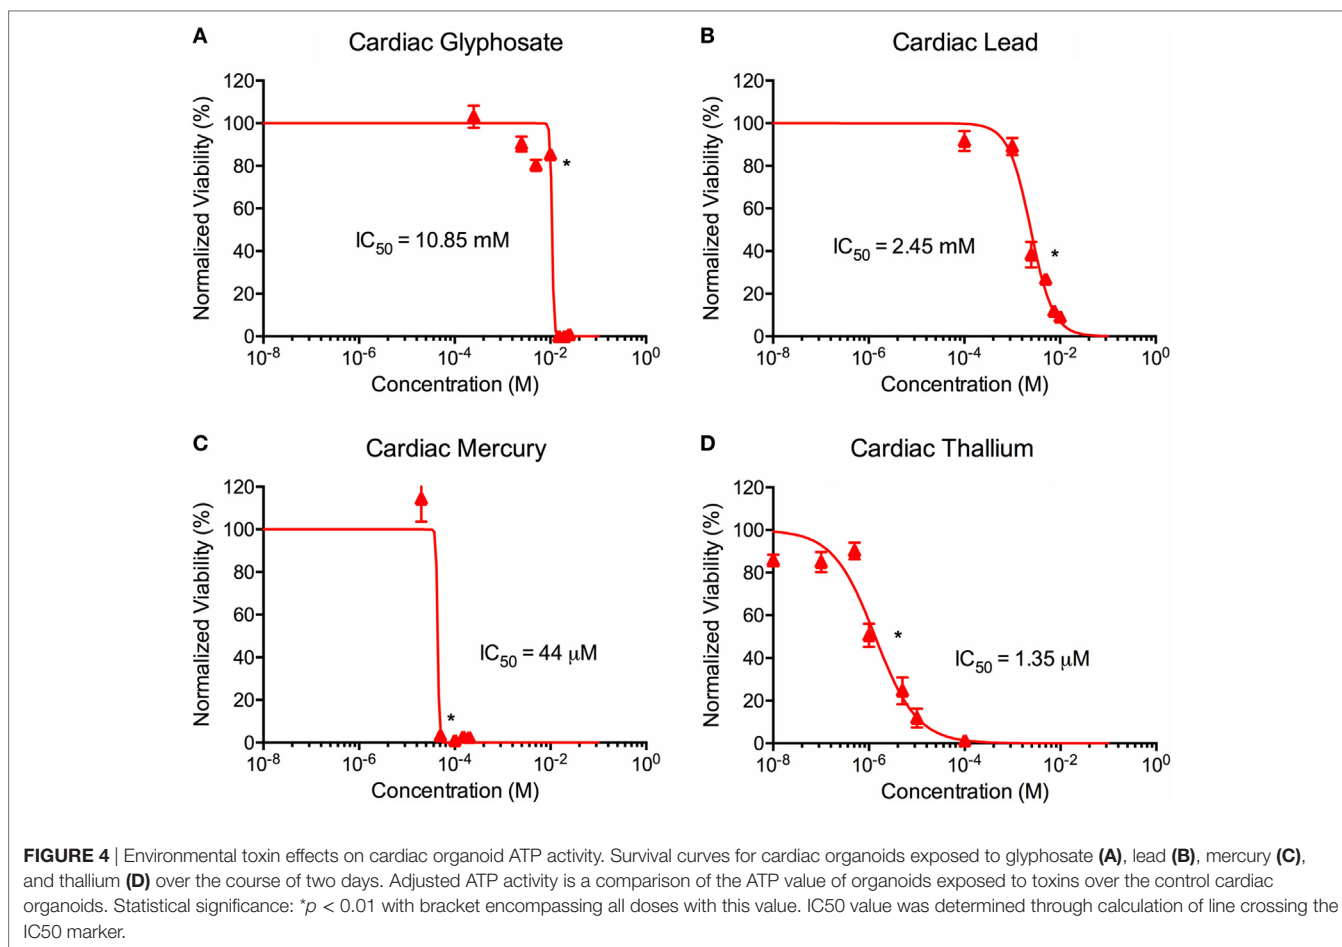 A
Cardiac Glyphosate
Normalized Viability (%)
120
100
80
60
40
20
0
IC50 = 10.85 mM
*
10-8
10-6
10-4
10-2
100
Concentration (M)
B
Cardiac Lead
Normalized Viability (%)
120
100
80
60
40
20
0
IC50 = 2.45 mM
*
10-8
10-6
10-4
10-2
100
Concentration (M)
C
Cardiac Mercury
Normalized Viability (%)
120
100
80
60
40
20
0
IC50 = 44 μM
*
10-8
10-6
10-4
10-2
100
Concentration (M)
D
Cardiac Thallium
Normalized Viability (%)
120
100
80
60
40
20
0
*
IC50 = 1.35 μM
10-8
10-6
10-4
10-2
100
Concentration (M)
FIGURE 4 | Environmental toxin effects on cardiac organoid ATP activity. Survival curves for cardiac organoids exposed to glyphosate (A), lead (B), mercury (C),
and thallium (D) over the course of two days. Adjusted ATP activity is a comparison of the ATP value of organoids exposed to toxins over the control cardiac
organoids. Statistical significance: *p < 0.01 with bracket encompassing all doses with this value. IC50 value was determined through calculation of line crossing the
IC50 marker.